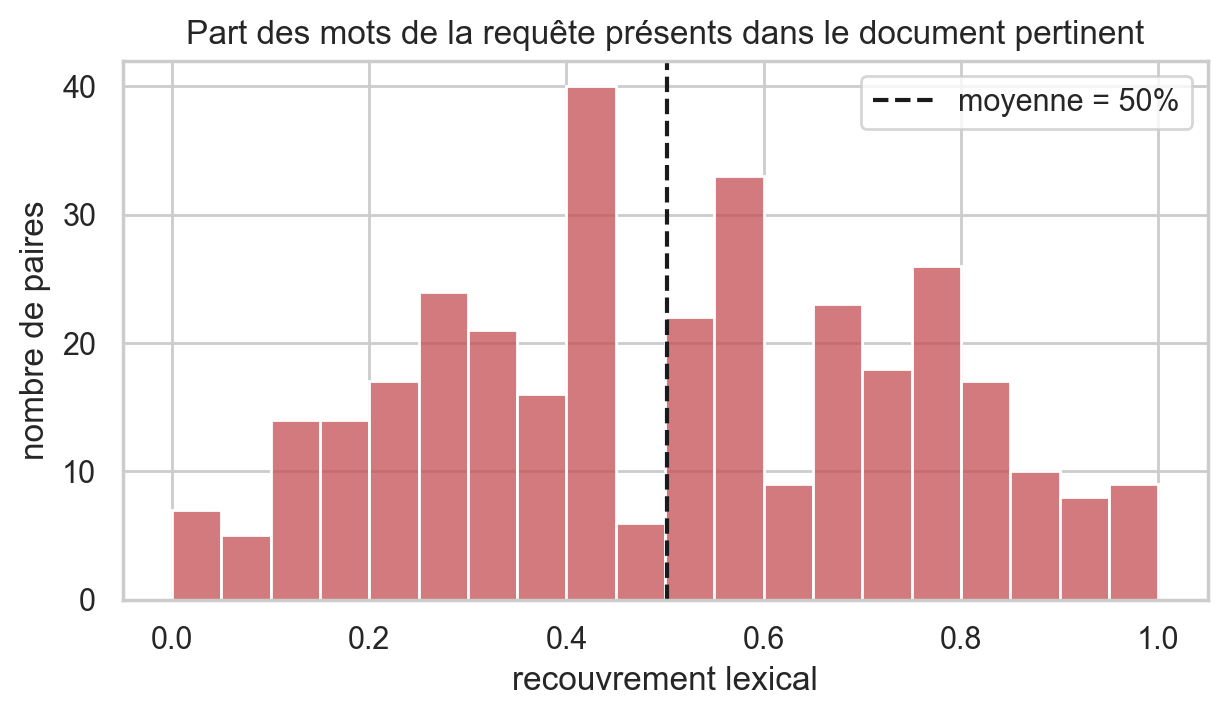 Part des mots de la requête présents dans le document pertinent
moyenne = 50%
nombre de paires
40
30
20
10
0
0.0 0.2 0.4 0.6 0.8 1.0
recouvrement lexical